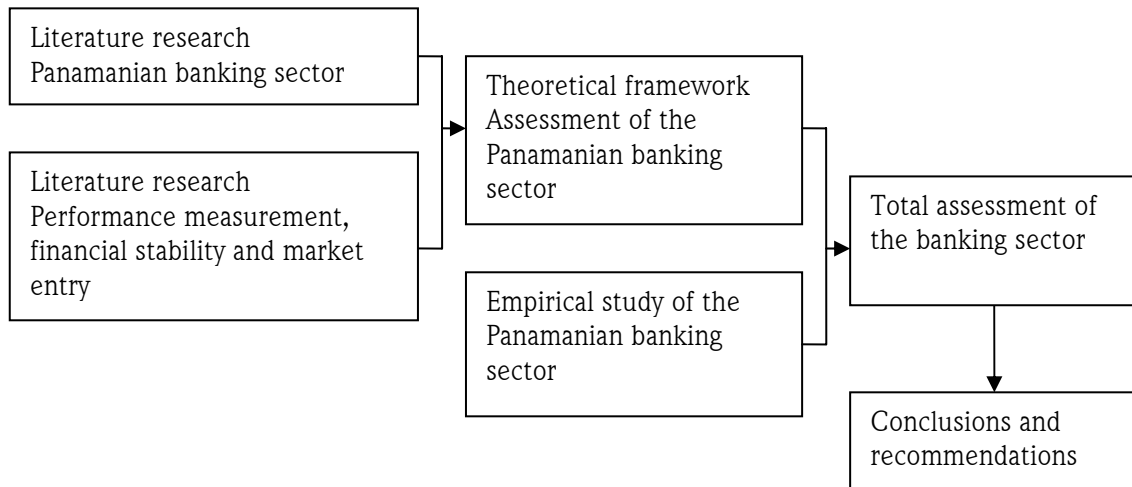 Literature research
Panamanian banking sector
Literature research
Performance measurement,
financial stability and market
entry
Theoretical framework
Assessment of the
Panamanian banking
sector
Empirical study of the
Panamanian banking
sector
Total assessment of
the banking sector
Conclusions and
recommendations